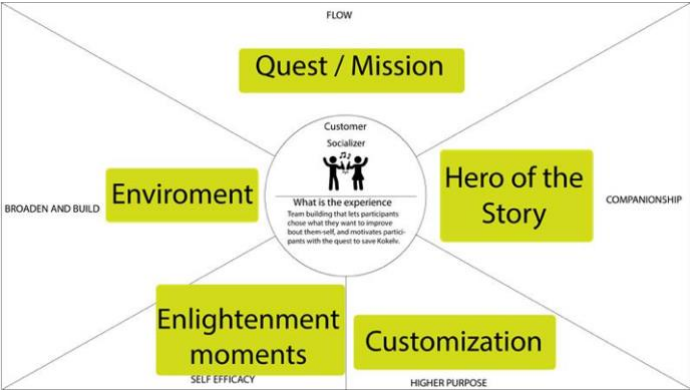 FLOW
Quest / Mission
Customer
Socializer
What is the experience
Team building that lets participants
chose what they want to improve
bout them-self, and motivates partici-
pants with the quest to save Kokelv.
BROADEN AND BUILD
Enviroment
Hero of the
Story
COMPANIONSHIP
Enlightenment
moments
SELF EFFICACY
Customization
HIGHER PURPOSE